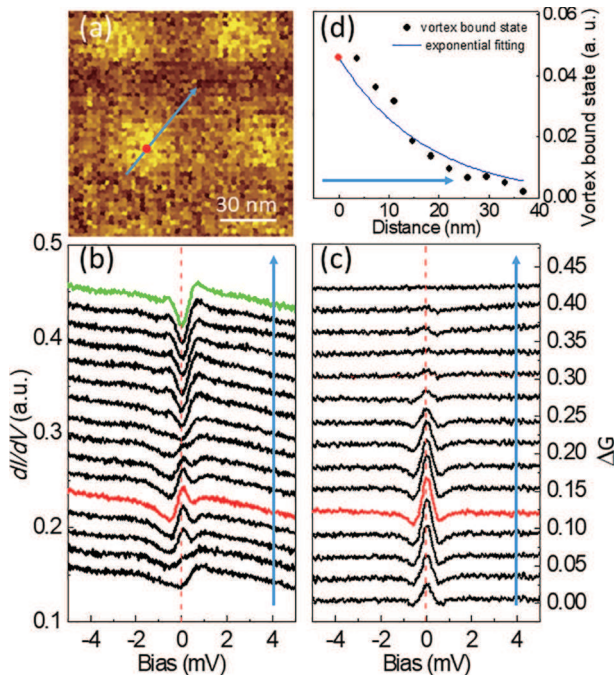 (a)
30 nm
(d)
vortex bound state
exponential fitting
0.06
0.04
0.02
0.00
Vortex bound state (a. u.)
0 10 20 30 40
Distance (nm)
(b)
0.5
0.4
0.3
0.2
0.1
dI/dV (a.u.)
-4 -2 0 2 4
Bias (mV)
(c)
0.45
0.40
0.35
0.30
0.25
0.20
0.15
0.10
0.05
0.00
ΔG
-4 -2 0 2 4
Bias (mV)